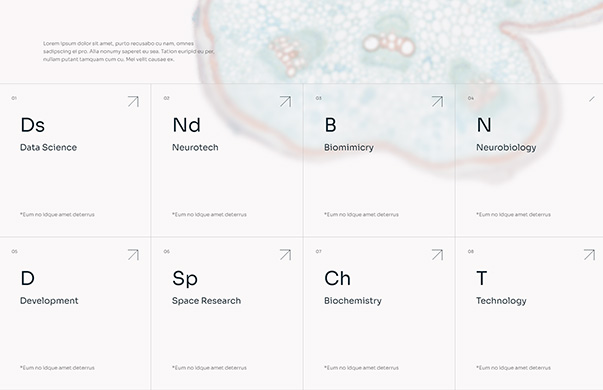 Lorem ipsum dolor sit amet, purto recusabo cu nam, omnes
sadipscing ei pro. Alia nonumy saperet eu sea. Tation euripid eu per,
nullam putant tamquam cum cu. Mei velit causae ex.
01
Ds
Data Science
*Eum no idque amet deterrus
02
Nd
Neurotech
*Eum no idque amet deterrus
03
B
Biomimicry
*Eum no idque amet deterrus
04
N
Neurobiology
*Eum no idque amet deterrus
05
D
Development
*Eum no idque amet deterrus
06
Sp
Space Research
*Eum no idque amet deterrus
07
Ch
Biochemistry
*Eum no idque amet deterrus
08
T
Technology
*Eum no idque amet deterrus